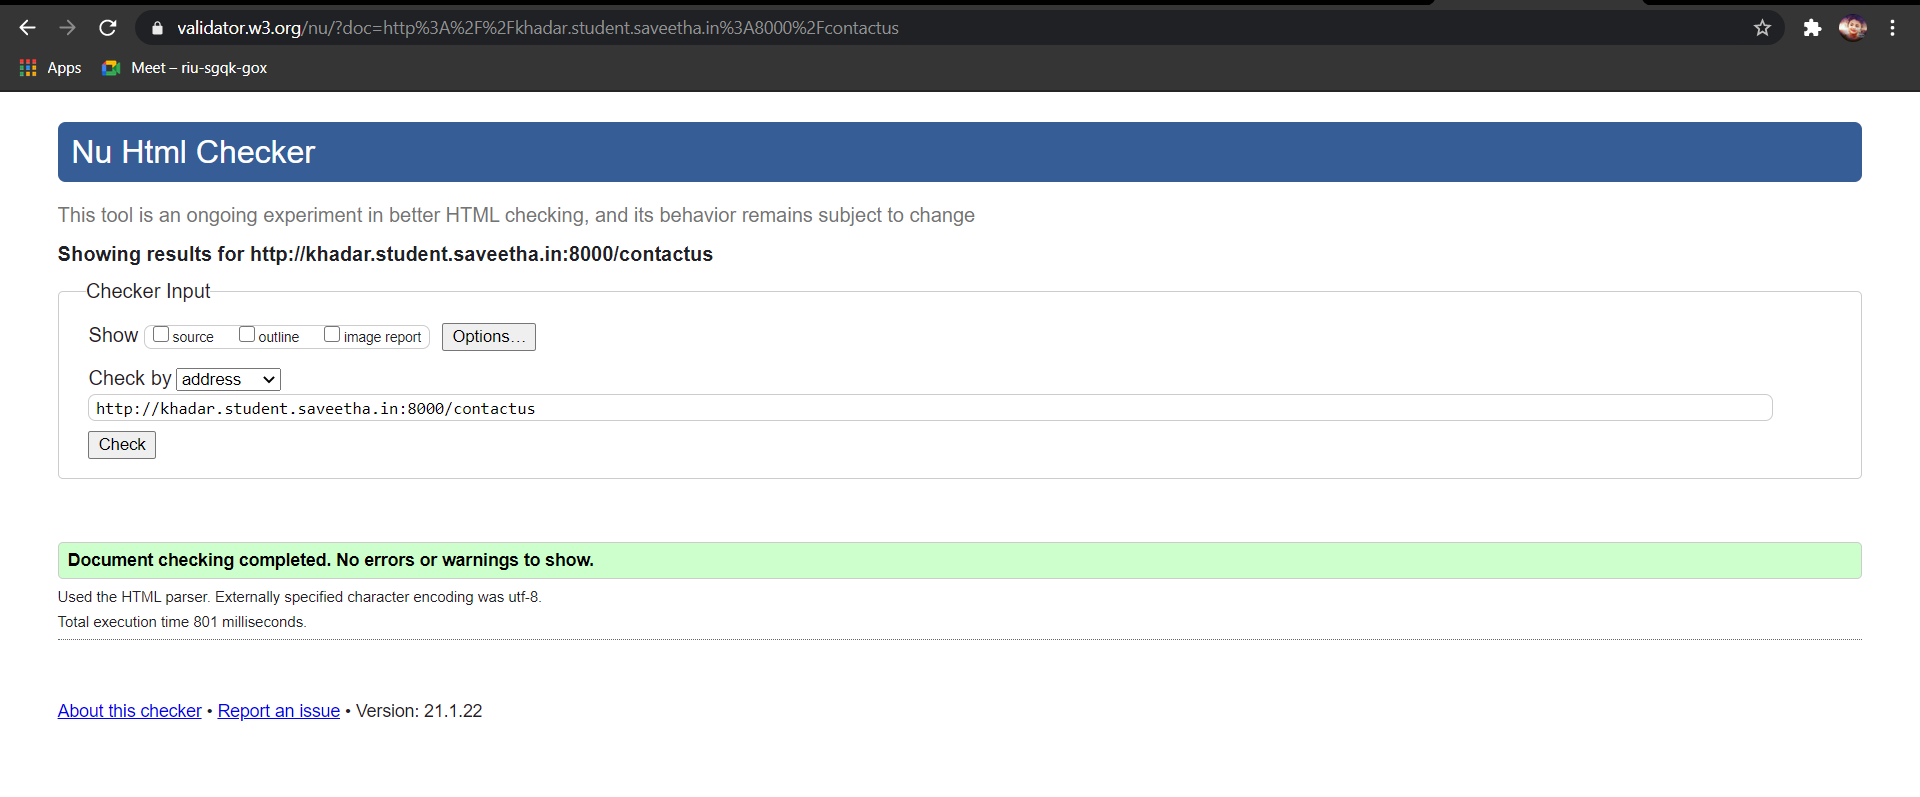 validator.w3.org/nu/?doc=http%3A%2F%2Fkhadar.student.saveetha.in%3A8000%2Fcontactus
Apps Meet – riu-sgqk-gox
Nu Html Checker
This tool is an ongoing experiment in better HTML checking, and its behavior remains subject to change
Showing results for http://khadar.student.saveetha.in:8000/contactus
Checker Input
Show source outline image report Options…
Check by address
http://khadar.student.saveetha.in:8000/contactus
Check
Document checking completed. No errors or warnings to show.
Used the HTML parser. Externally specified character encoding was utf-8.
Total execution time 801 milliseconds.
About this checker • Report an issue • Version: 21.1.22